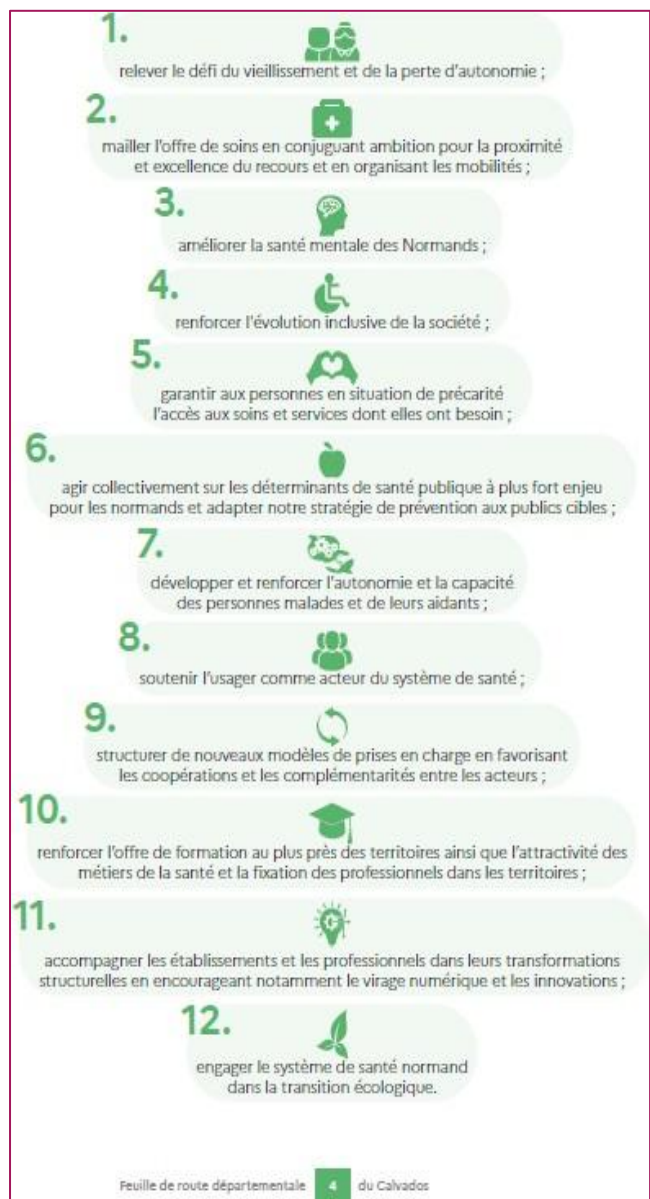 1.
relever le défi du vieillissement et de la perte d'autonomie ;
2.
mailler l'offre de soins en conjuguant ambition pour la proximité
et excellence du recours et en organisant les mobilités ;
3.
améliorer la santé mentale des Normands ;
4.
renforcer l'évolution inclusive de la société ;
5.
garantir aux personnes en situation de précarité
l'accès aux soins et services dont elles ont besoin ;
6.
agir collectivement sur les déterminants de santé publique à plus fort enjeu
pour les normands et adapter notre stratégie de prévention aux publics cibles ;
7.
développer et renforcer l'autonomie et la capacité
des personnes malades et de leurs aidants ;
8.
soutenir l'usager comme acteur du système de santé ;
9.
structurer de nouveaux modèles de prises en charge en favorisant
les coopérations et les complémentarités entre les acteurs ;
10.
renforcer l'offre de formation au plus près des territoires ainsi que l'attractivité des
métiers de la santé et la fixation des professionnels dans les territoires ;
11.
accompagner les établissements et les professionnels dans leurs transformations
structurelles en encourageant notamment le virage numérique et les innovations ;
12.
engager le système de santé normand
dans la transition écologique.
Feuille de route départementale 4 du Calvados